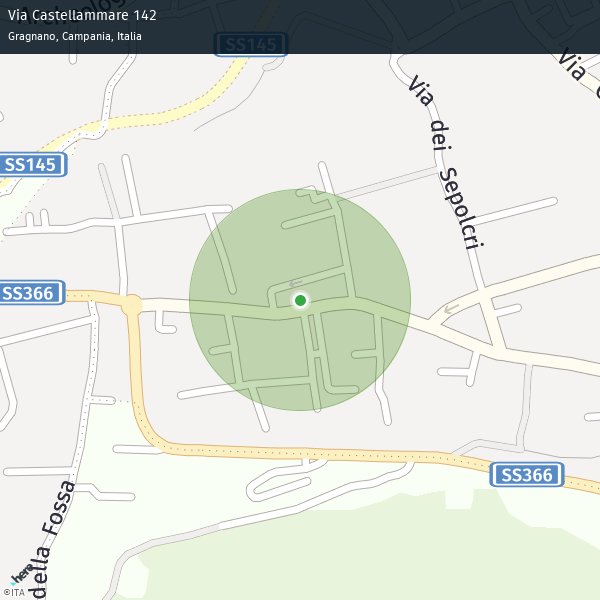 Via Castellammare 142
Gragnano, Campania, Italia
SS145
Via
Via dei Sepolcri
SS145
SS366
SS366
della Fossa
here
©ITA